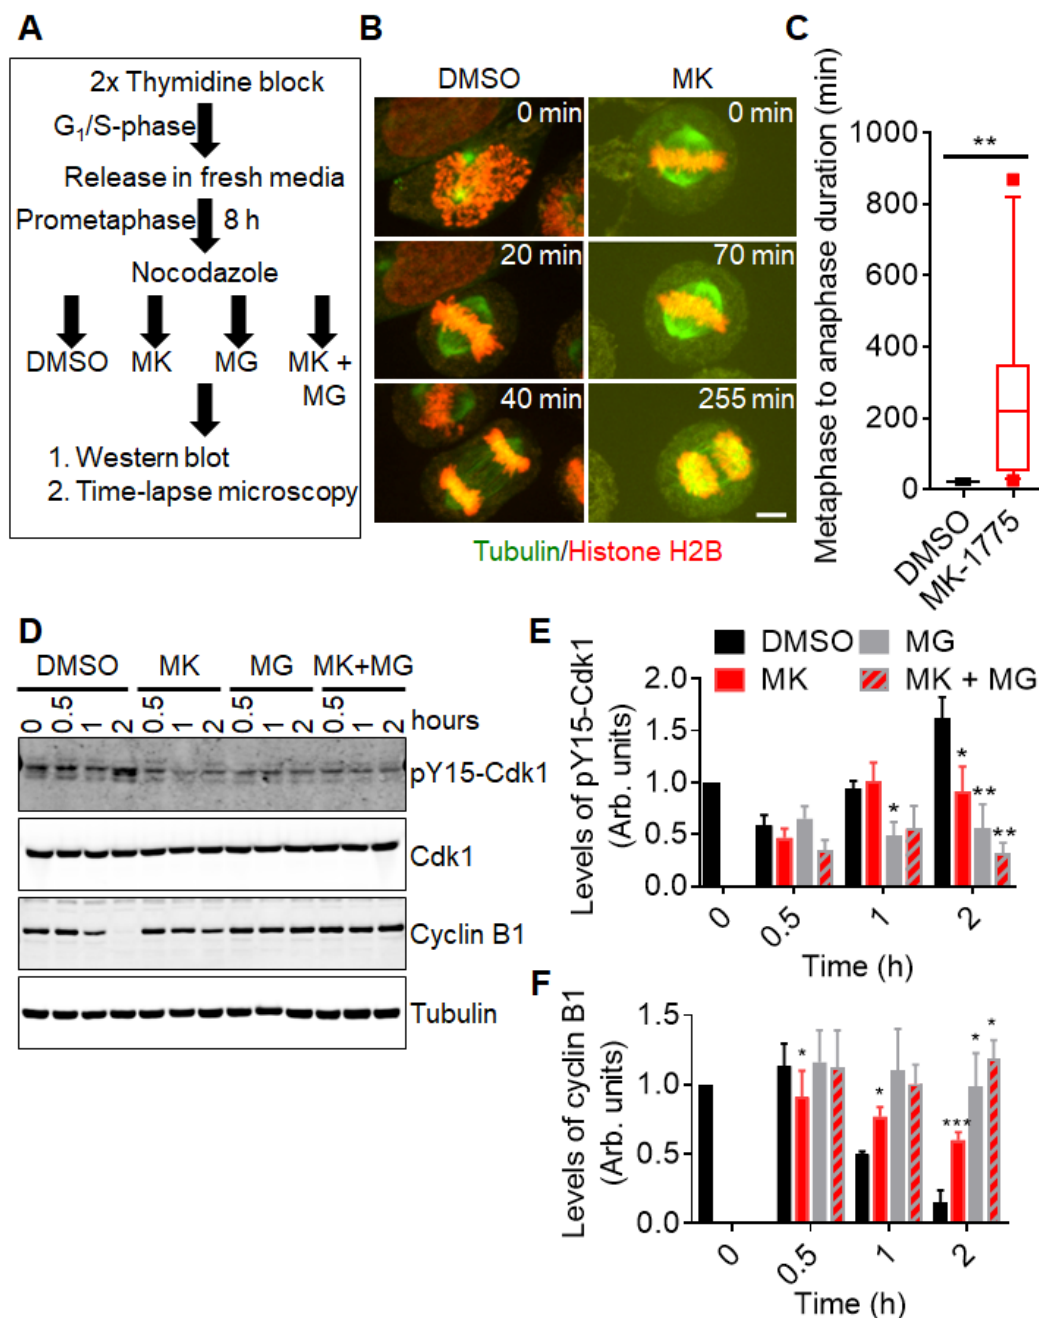 A
2x Thymidine block
G1/S-phase
Release in fresh media
Prometaphase 8 h
Nocodazole
DMSO MK MG MK +
MG
1. Western blot
2. Time-lapse microscopy
B
DMSO MK
0 min 0 min
20 min 70 min
40 min 255 min
Tubulin/Histone H2B
C
Metaphase to anaphase duration (min)
1000
800
600
400
200
0
**
DMSO
MK-1775
D
DMSO MK MG MK+MG
0 0.5 1 2 0.5 1 2 0.5 1 2 0.5 1 2 hours
pY15-Cdk1
Cdk1
Cyclin B1
Tubulin
E
DMSO MG
MK MK + MG
Levels of pY15-Cdk1
(Arb. units)
2.0
1.5
1.0
0.5
0.0
* * ** **
0 0.5 1 2
Time (h)
F
Levels of cyclin B1
(Arb. units)
1.5
1.0
0.5
0.0
* * *** * *
0 0.5 1 2
Time (h)